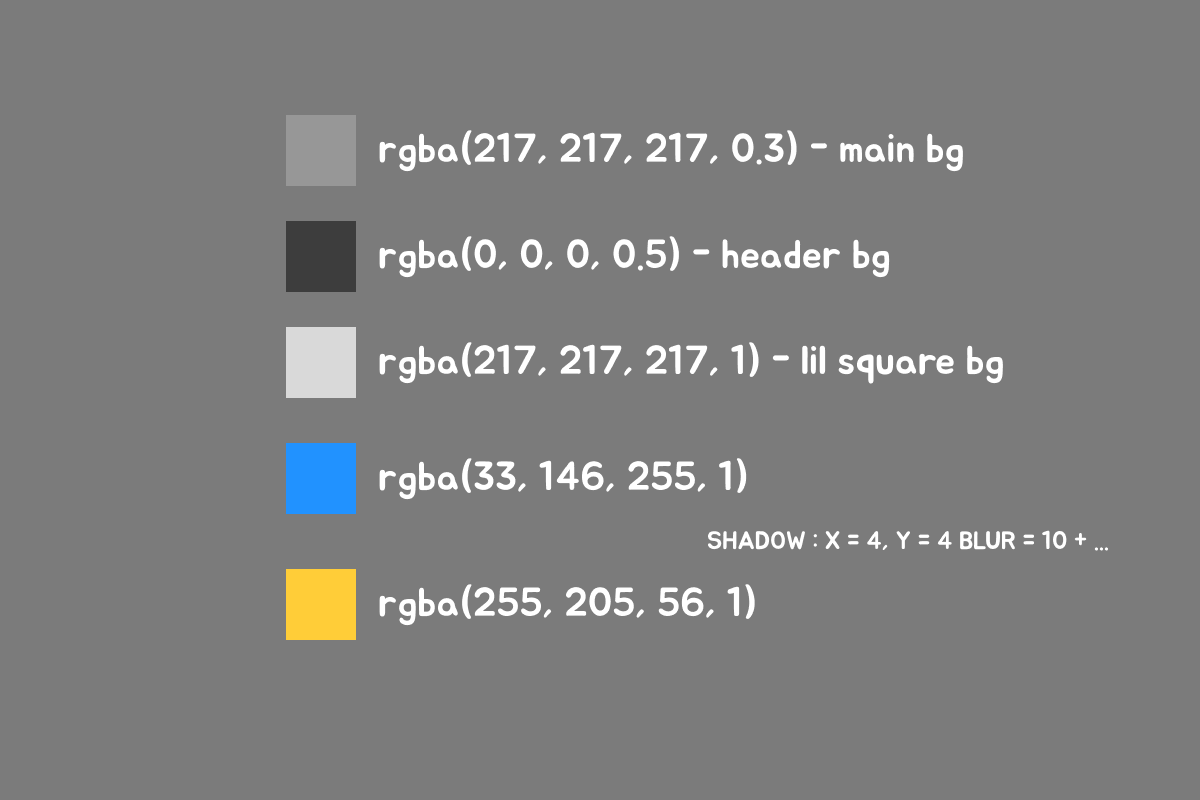 rgba(217, 217, 217, 0.3) - main bg
rgba(0, 0, 0, 0.5) - header bg
rgba(217, 217, 217, 1) - lil square bg
rgba(33, 146, 255, 1)
SHADOW : X = 4, Y = 4 BLUR = 10 + ...
rgba(255, 205, 56, 1)